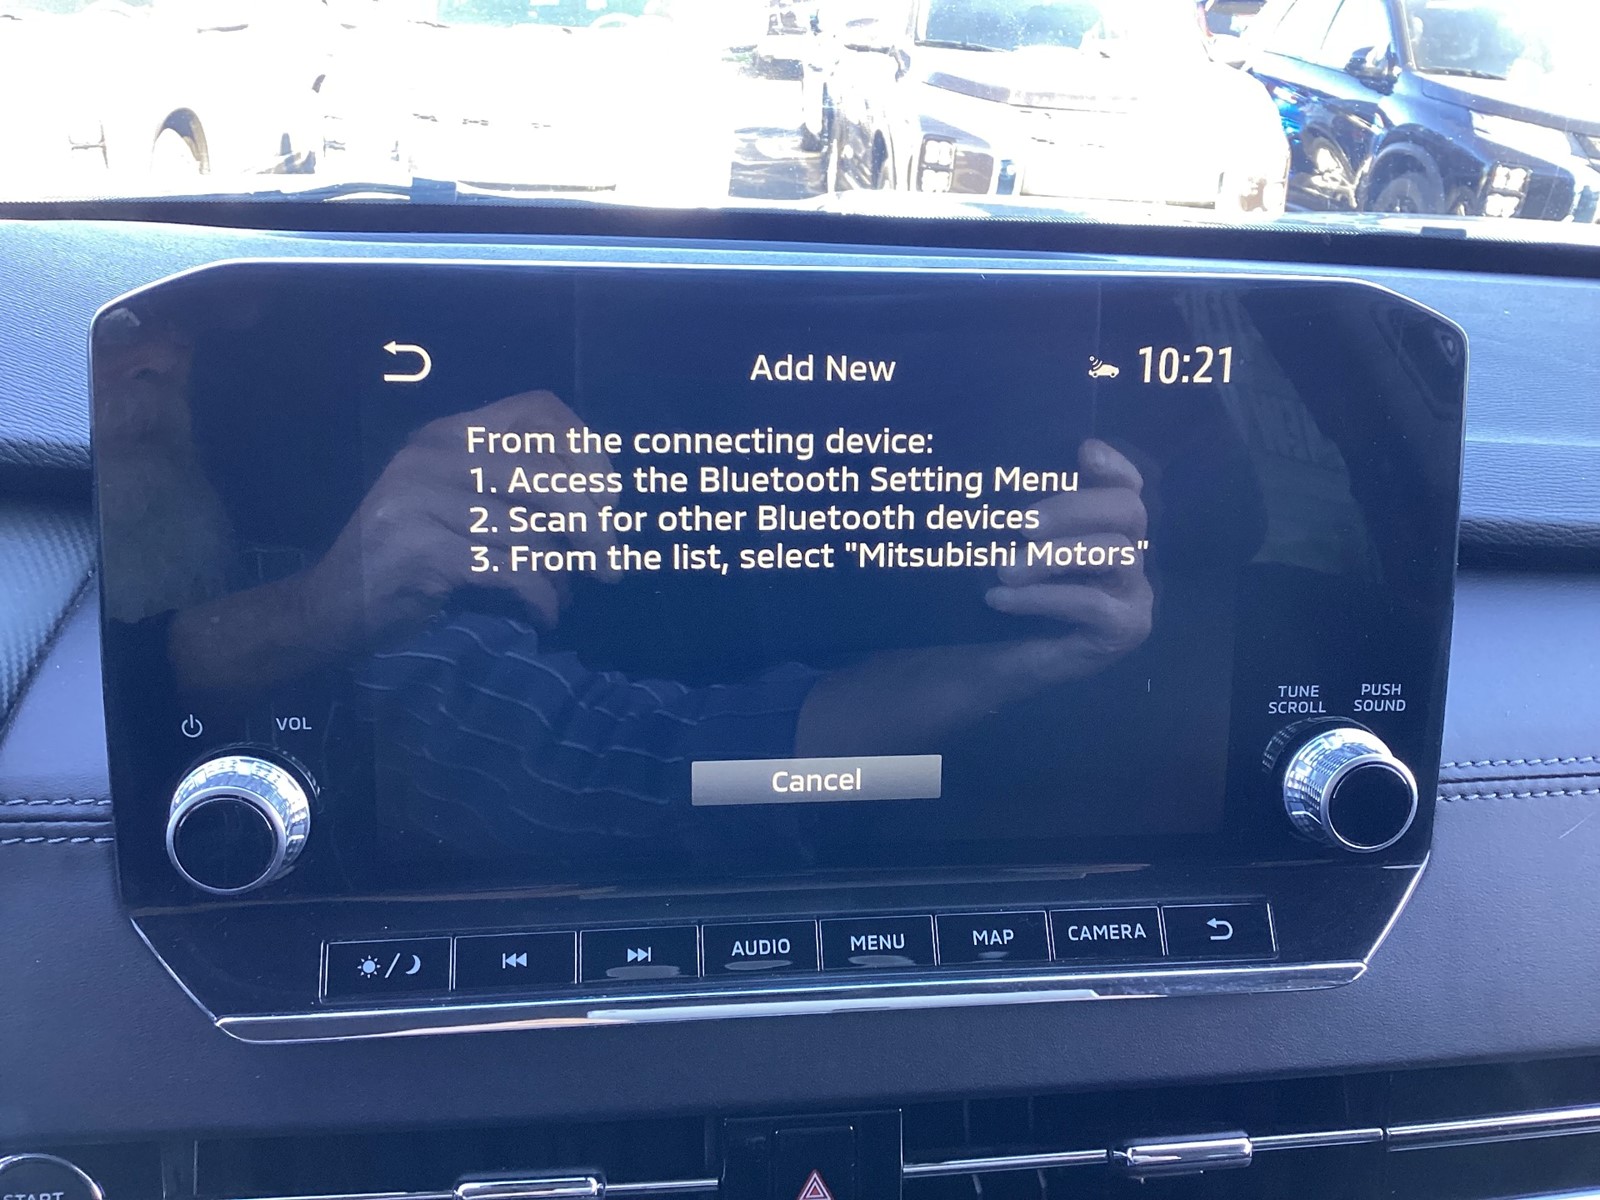 Add New
10:21
From the connecting device:
1. Access the Bluetooth Setting Menu
2. Scan for other Bluetooth devices
3. From the list, select "Mitsubishi Motors"
Cancel
VOL
TUNE
SCROLL
PUSH
SOUND
AUDIO
MENU
MAP
CAMERA
START